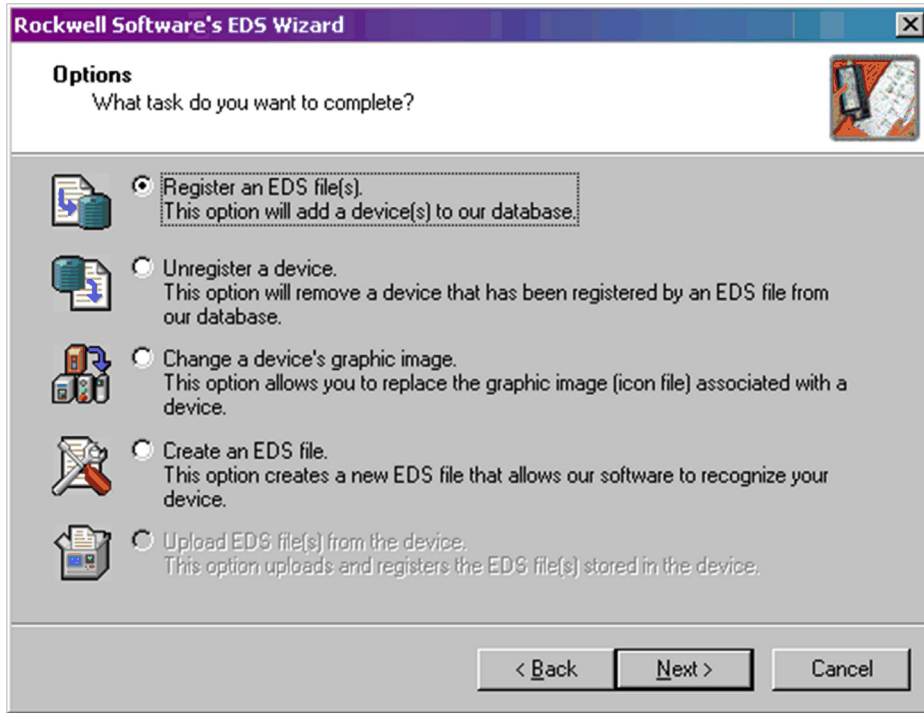 Rockwell Software's EDS Wizard
Options
What task do you want to complete?
Register an EDS file(s).
This option will add a device(s) to our database.
Unregister a device.
This option will remove a device that has been registered by an EDS file from
our database.
Change a device's graphic image.
This option allows you to replace the graphic image (icon file) associated with a
device.
Create an EDS file.
This option creates a new EDS file that allows our software to recognize your
device.
Upload EDS file(s) from the device.
This option uploads and registers the EDS file(s) stored in the device.
< Back
Next >
Cancel